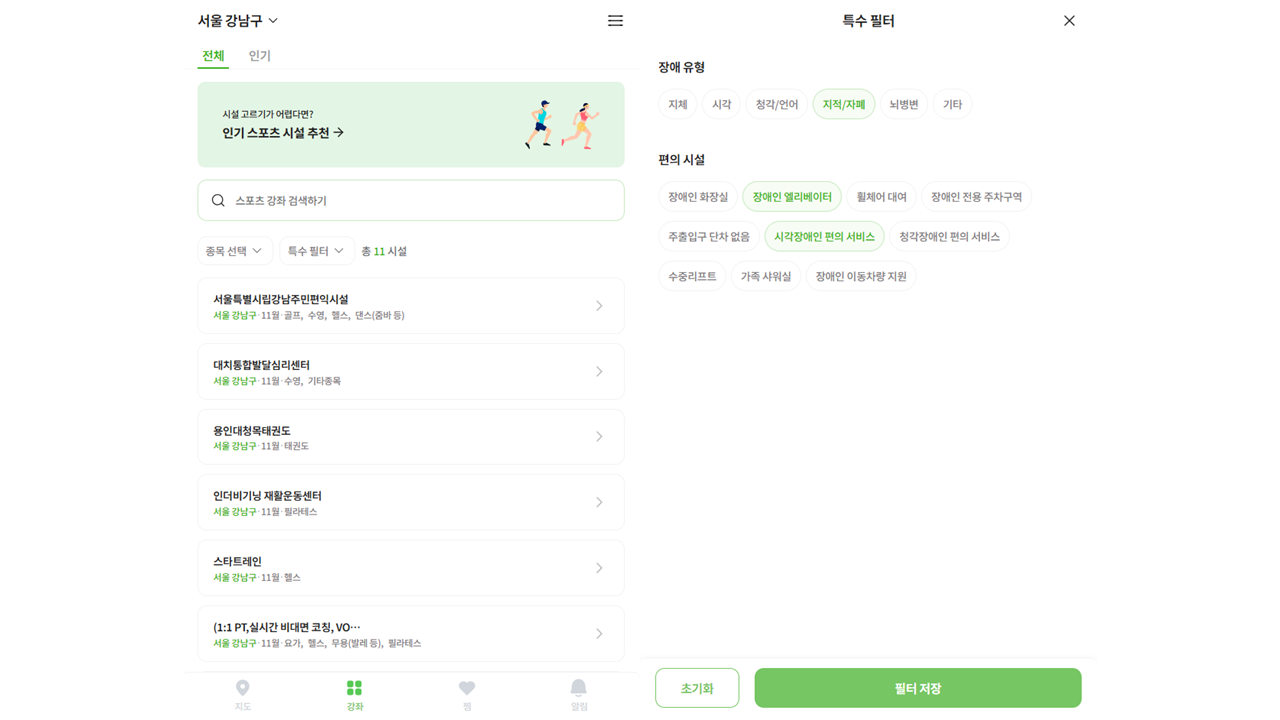 서울 강남구
전체 인기
시설 고르기가 어렵다면?
인기 스포츠 시설 추천 →
스포츠 강좌 검색하기
종목 선택 특수 필터 총 11 시설
서울특별시립강남주민편익시설
서울 강남구·11월·골프, 수영, 헬스, 댄스(줌바 등)
대치통합발달심리센터
서울 강남구·11월·수영, 기타종목
용인대청목태권도
서울 강남구·11월·태권도
인더비기닝 재활운동센터
서울 강남구·11월·필라테스
스타트레인
서울 강남구·11월·헬스
(1:1 PT,실시간 비대면 코칭, VO…
서울 강남구·11월·요가, 헬스, 무용(발레 등), 필라테스
지도 강좌 찜 알림
특수 필터
장애 유형
지체 시각 청각/언어 지적/자폐 뇌병변 기타
편의 시설
장애인 화장실 장애인 엘리베이터 휠체어 대여 장애인 전용 주차구역
주출입구 단차 없음 시각장애인 편의 서비스 청각장애인 편의 서비스
수중리프트 가족 샤워실 장애인 이동차량 지원
초기화 필터 저장